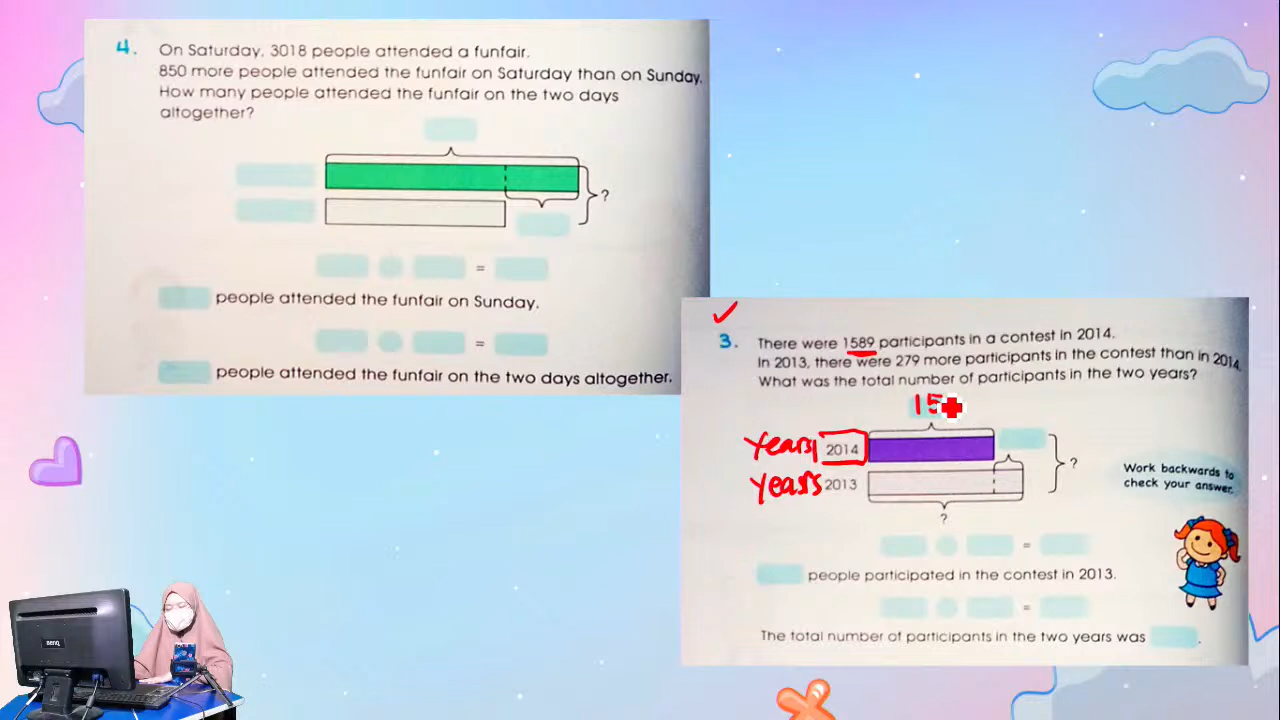 4. On Saturday, 3018 people attended a funfair.
850 more people attended the funfair on Saturday than on Sunday.
How many people attended the funfair on the two days
altogether?
?
=
people attended the funfair on Sunday.
=
people attended the funfair on the two days altogether.
3. There were 1589 participants in a contest in 2014.
In 2013, there were 279 more participants in the contest than in 2014.
What was the total number of participants in the two years?
15
Years 2014
Years 2013
?
?
Work backwards to
check your answer.
=
people participated in the contest in 2013.
=
The total number of participants in the two years was .
BenQ